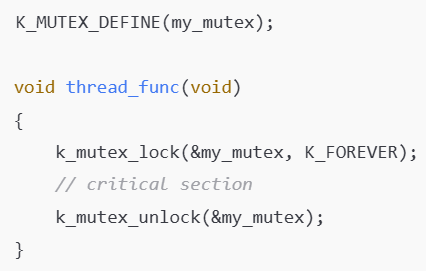 K_MUTEX_DEFINE(my_mutex);

void thread_func(void)
{
    k_mutex_lock(&my_mutex, K_FOREVER);
    // critical section
    k_mutex_unlock(&my_mutex);
}